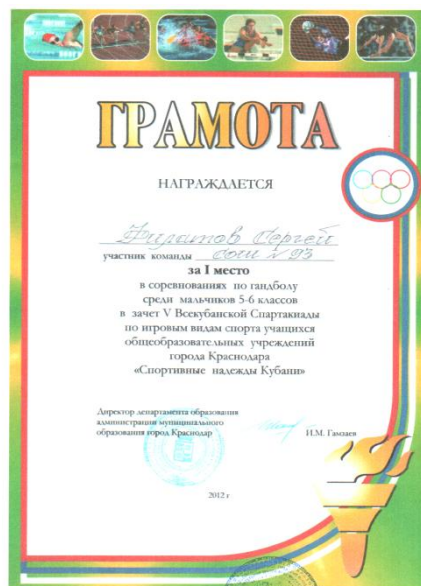 ГРАМОТА
НАГРАЖДАЕТСЯ
Филатов Сергей
участник команды СОШ № 93
за I место
в соревнованиях по гандболу
среди мальчиков 5-6 классов
в зачет V Всекубанской Спартакиады
по игровым видам спорта учащихся
общеобразовательных учреждений
города Краснодара
«Спортивные надежды Кубани»
Директор департамента образования
администрации муниципального
образования город Краснодар И.М. Гамзаев
2012 г